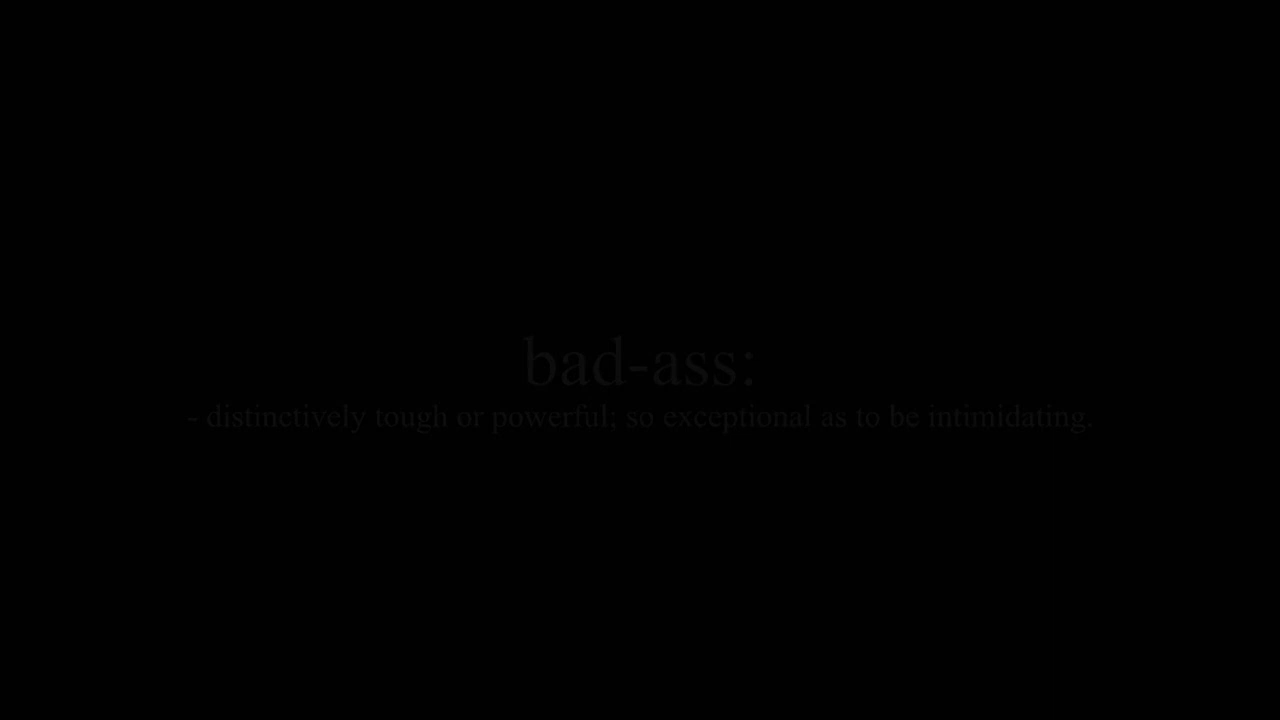 bad-ass:
- distinctively tough or powerful; so exceptional as to be intimidating.